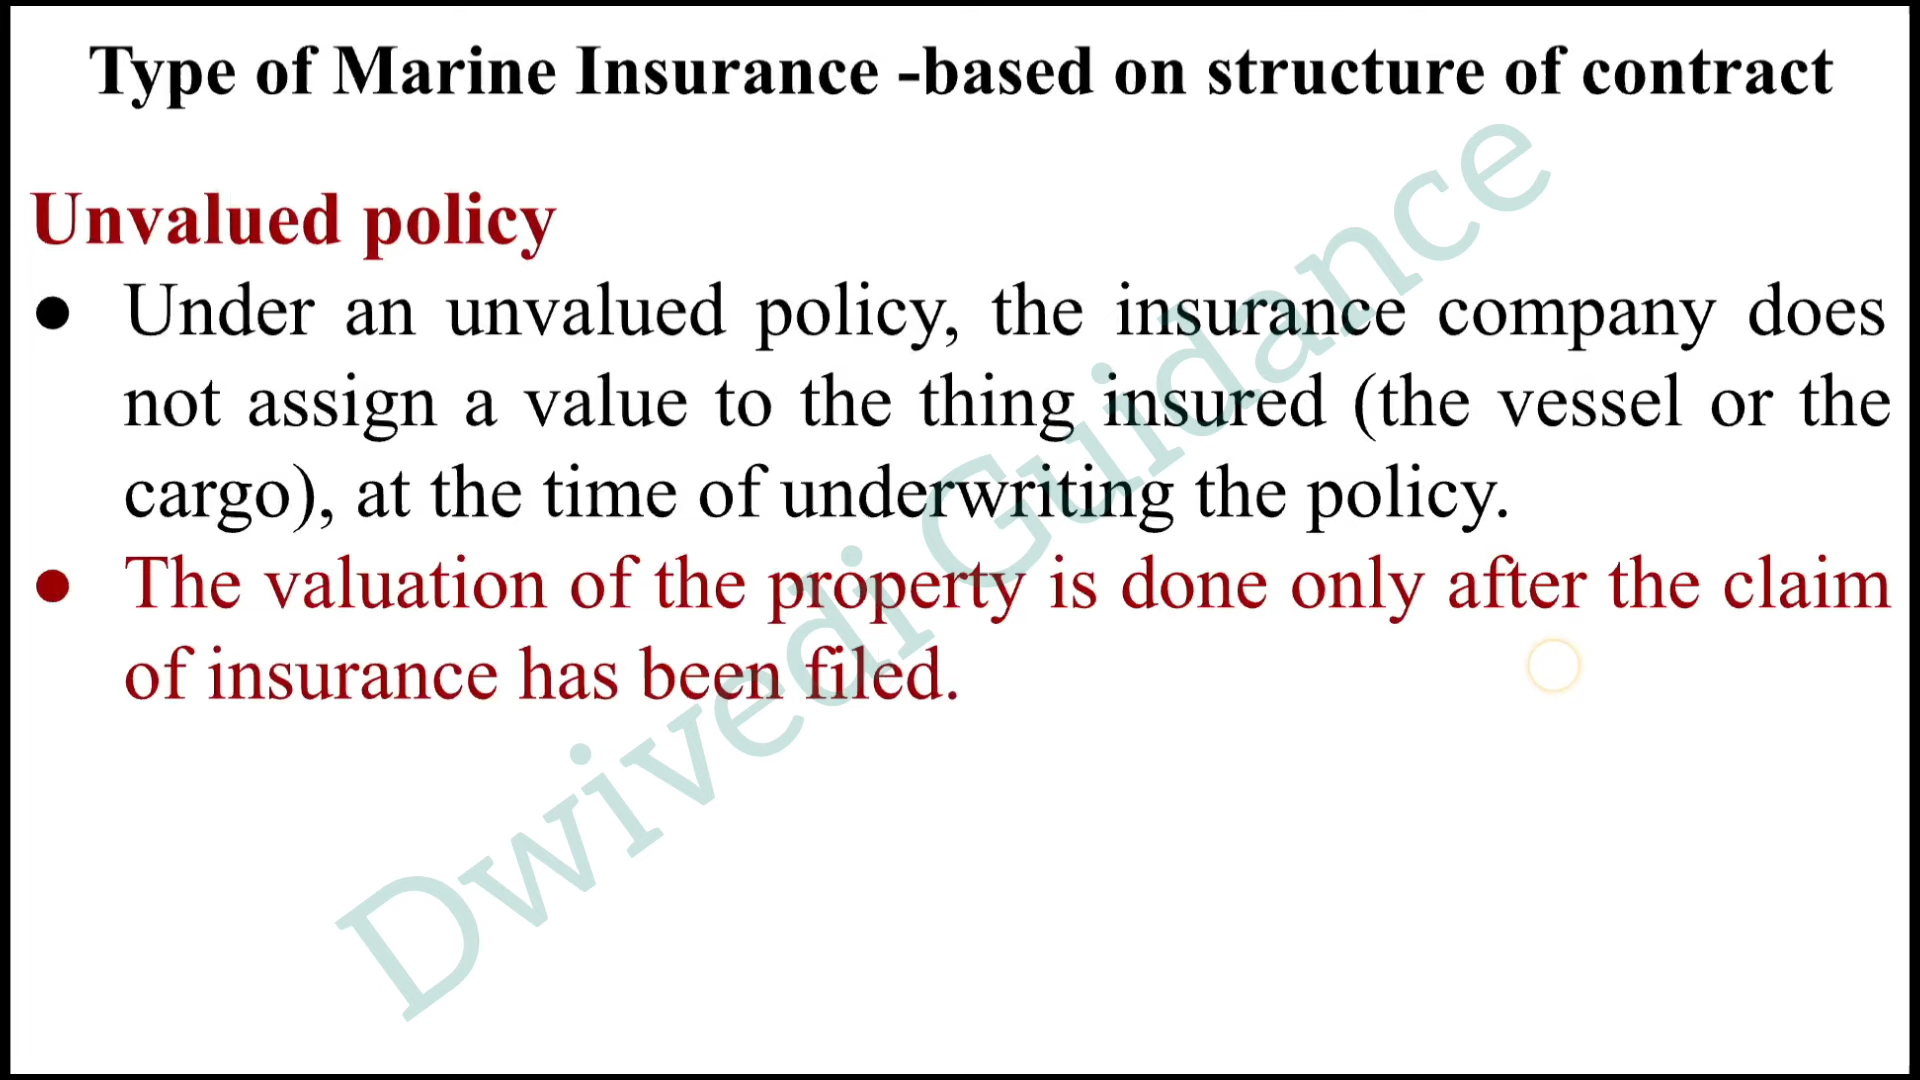 Type of Marine Insurance -based on structure of contract
Unvalued policy
● Under an unvalued policy, the insurance company does
not assign a value to the thing insured (the vessel or the
cargo), at the time of underwriting the policy.
● The valuation of the property is done only after the claim
of insurance has been filed.
Dwivedi Guidance